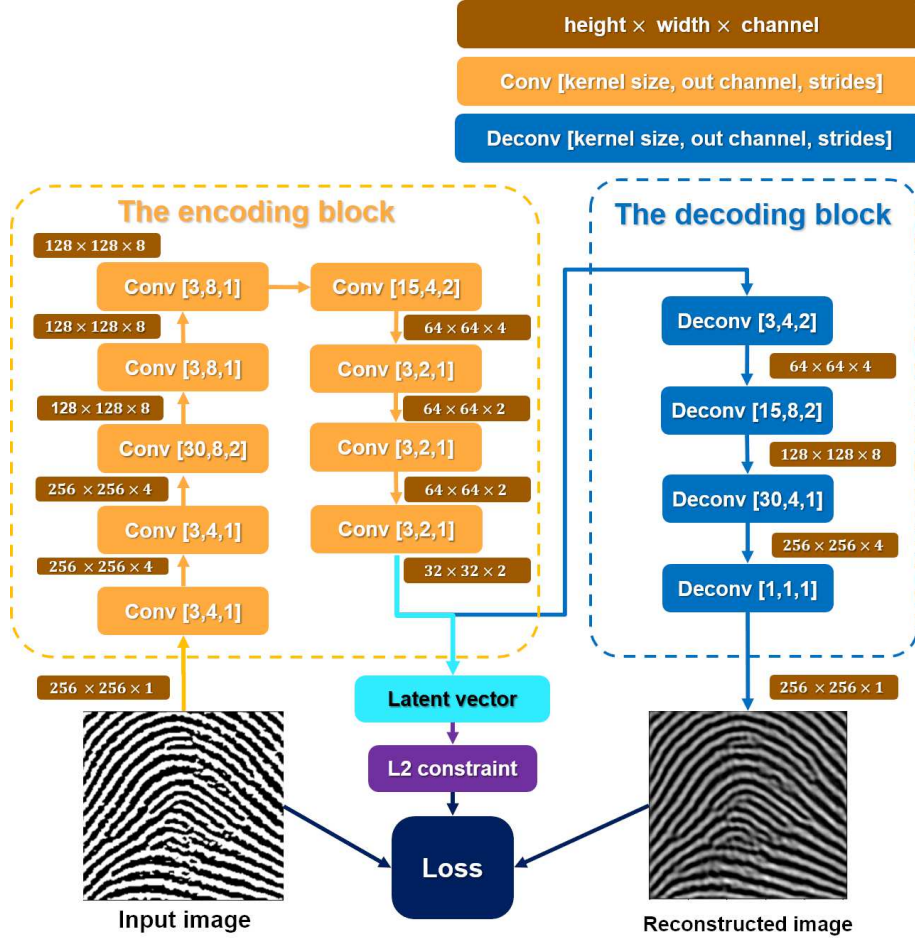 height × width × channel
Conv [kernel size, out channel, strides]
Deconv [kernel size, out channel, strides]
The encoding block
128 × 128 × 8
Conv [3,8,1]
128 × 128 × 8
Conv [3,8,1]
128 × 128 × 8
Conv [30,8,2]
256 × 256 × 4
Conv [3,4,1]
256 × 256 × 4
Conv [3,4,1]
256 × 256 × 1
Conv [15,4,2]
64 × 64 × 4
Conv [3,2,1]
64 × 64 × 2
Conv [3,2,1]
64 × 64 × 2
Conv [3,2,1]
32 × 32 × 2
The decoding block
Deconv [3,4,2]
64 × 64 × 4
Deconv [15,8,2]
128 × 128 × 8
Deconv [30,4,1]
256 × 256 × 4
Deconv [1,1,1]
256 × 256 × 1
Latent vector
L2 constraint
Loss
Input image
Reconstructed image